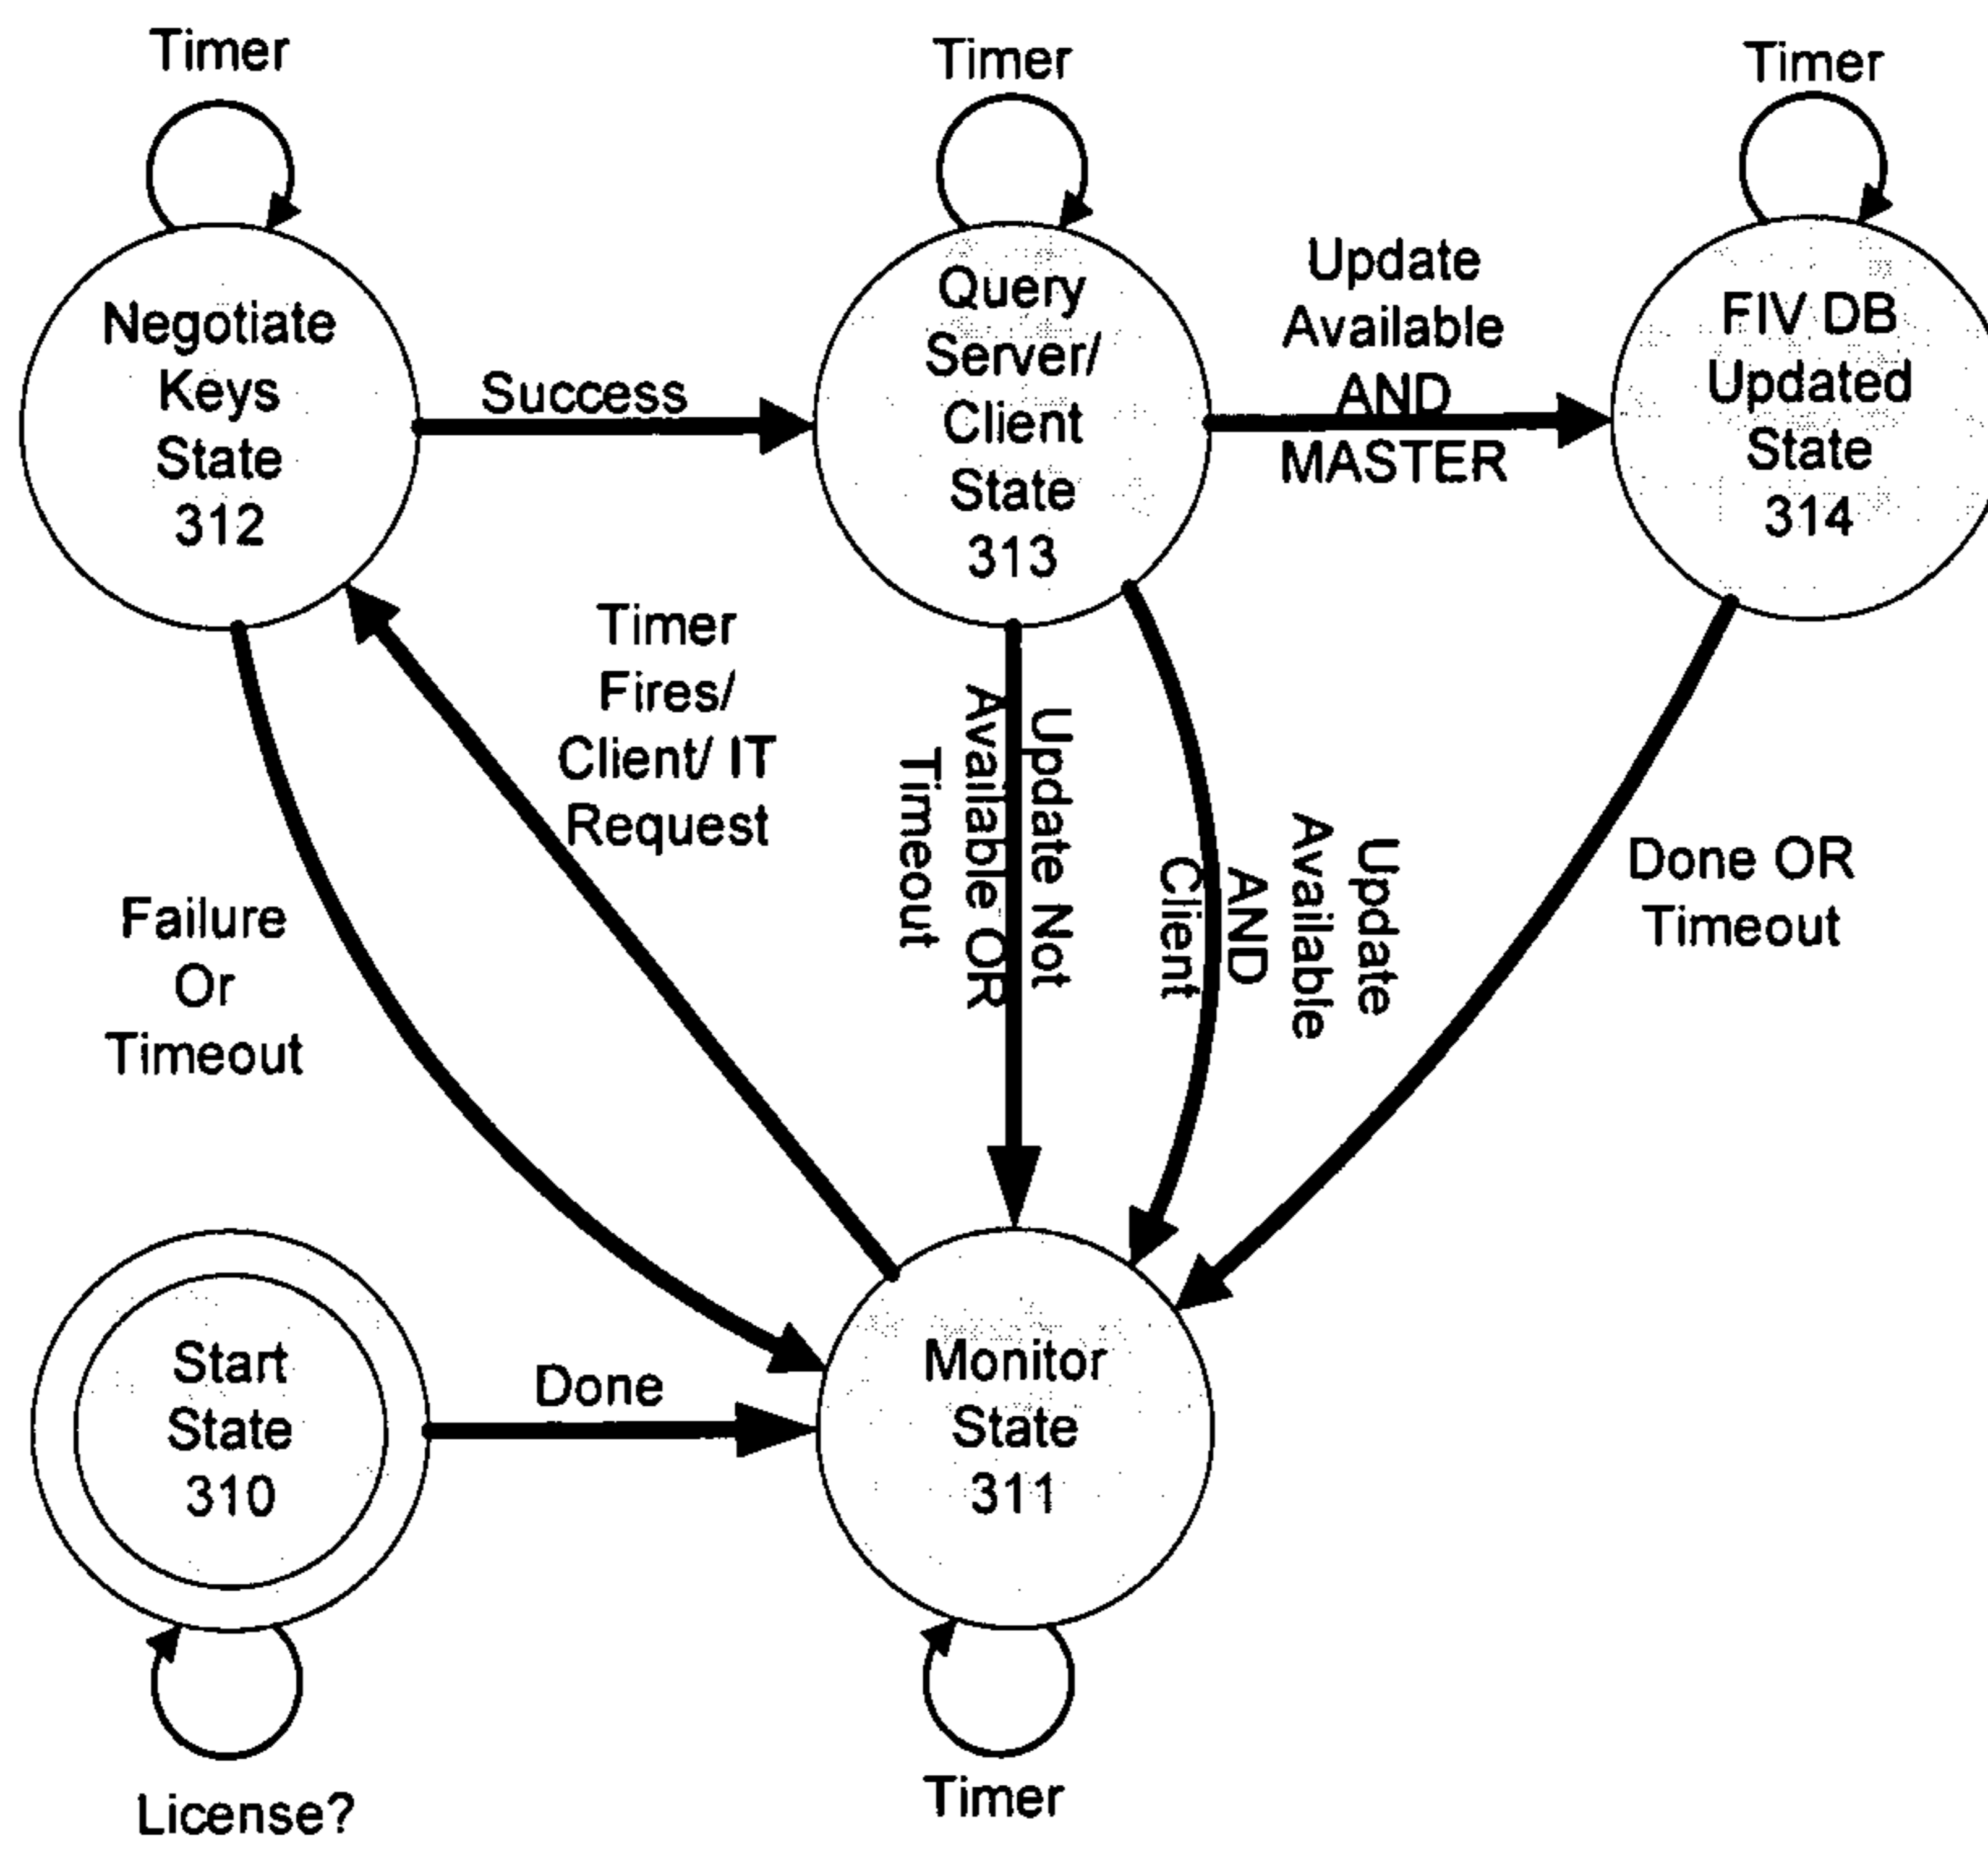 Timer
Timer
Timer
Negotiate
Keys
State
312
Success
Query
Server/
Client
State
313
Update
Available
AND
MASTER
FIV DB
Updated
State
314
Timer
Fires/
Client/ IT
Request
Update Not
Available OR
Timeout
Update
Available
AND
Client
Done OR
Timeout
Failure
Or
Timeout
Start
State
310
Done
Monitor
State
311
License?
Timer